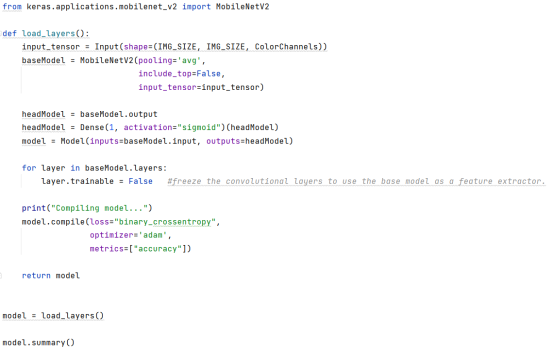 from keras.applications.mobilenet_v2 import MobileNetV2
def load_layers():
    input_tensor = Input(shape=(IMG_SIZE, IMG_SIZE, ColorChannels))
    baseModel = MobileNetV2(pooling='avg',
                            include_top=False,
                            input_tensor=input_tensor)
    headModel = baseModel.output
    headModel = Dense(1, activation="sigmoid")(headModel)
    model = Model(inputs=baseModel.input, outputs=headModel)
    for layer in baseModel.layers:
        layer.trainable = False   #freeze the convolutional layers to use the base model as a feature extractor.
    print("Compiling model...")
    model.compile(loss="binary_crossentropy",
                  optimizer='adam',
                  metrics=["accuracy"])
    return model
model = load_layers()
model.summary()